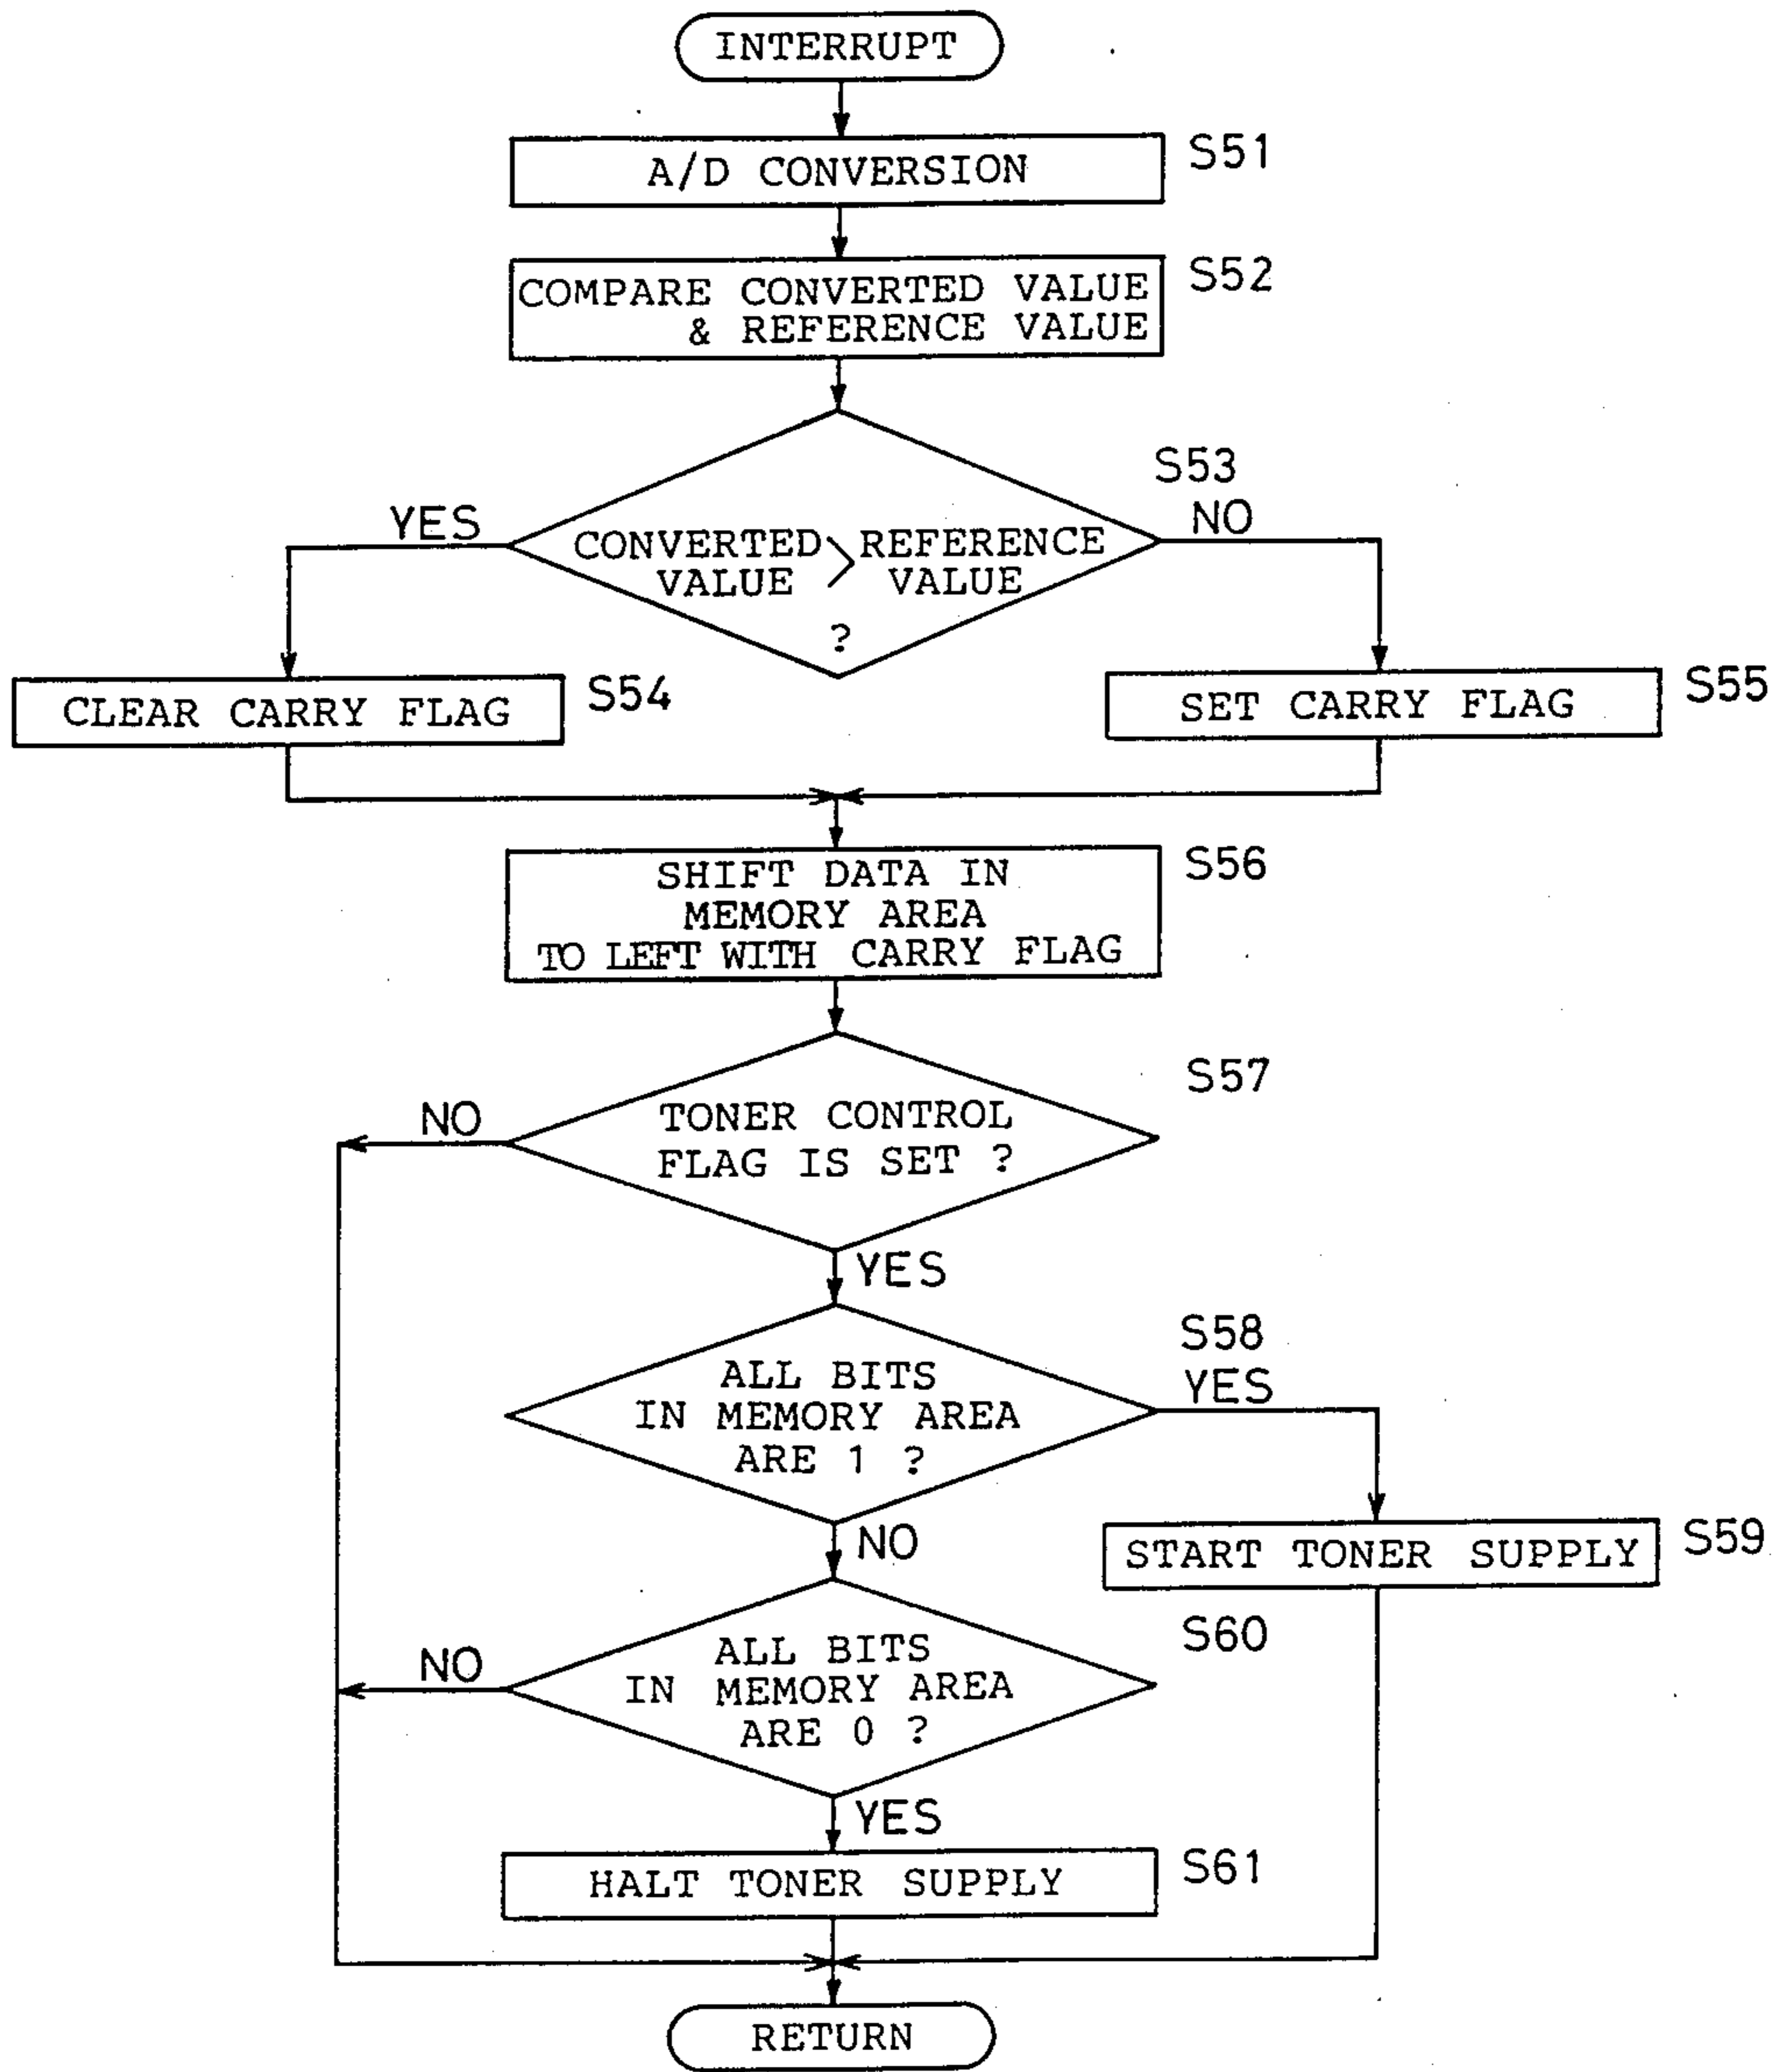 INTERRUPT
A/D CONVERSION
S51
COMPARE CONVERTED VALUE
& REFERENCE VALUE
S52
S53
YES
NO
CONVERTED > REFERENCE
VALUE VALUE
?
CLEAR CARRY FLAG
S54
SET CARRY FLAG
S55
SHIFT DATA IN
MEMORY AREA
TO LEFT WITH CARRY FLAG
S56
S57
NO
TONER CONTROL
FLAG IS SET ?
YES
S58
YES
ALL BITS
IN MEMORY AREA
ARE 1 ?
NO
START TONER SUPPLY
S59
S60
NO
ALL BITS
IN MEMORY AREA
ARE 0 ?
YES
HALT TONER SUPPLY
S61
RETURN